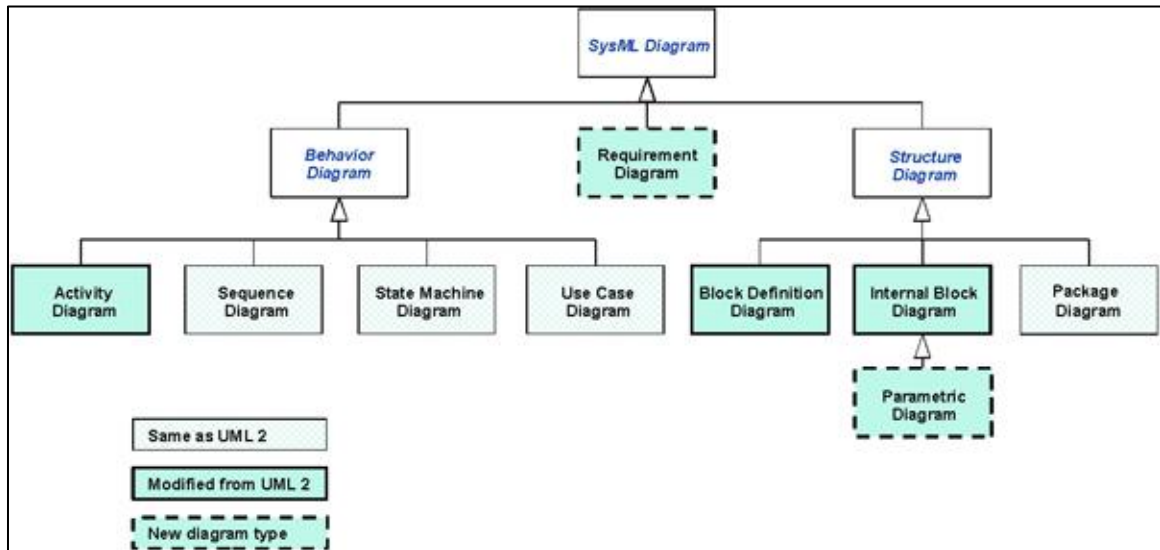 SysML Diagram
Behavior
Diagram
Requirement
Diagram
Structure
Diagram
Activity
Diagram
Sequence
Diagram
State Machine
Diagram
Use Case
Diagram
Block Definition
Diagram
Internal Block
Diagram
Package
Diagram
Parametric
Diagram
Same as UML 2
Modified from UML 2
New diagram type